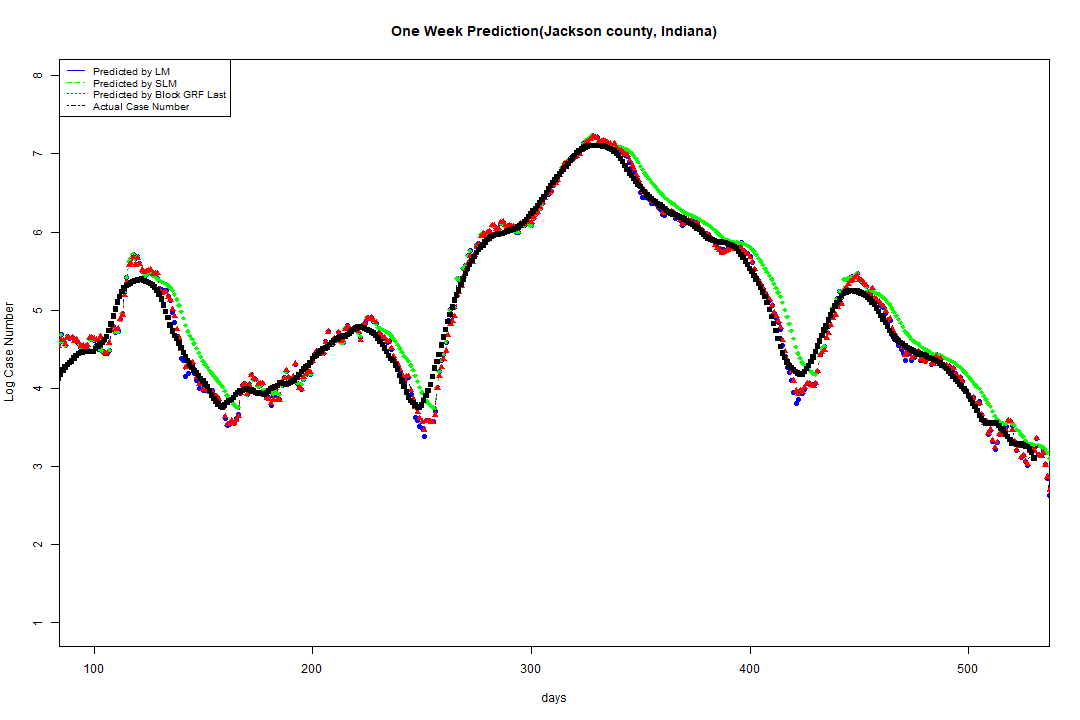 One Week Prediction(Jackson county, Indiana)
Predicted by LM
Predicted by SLM
Predicted by Block GRF Last
Actual Case Number
8
7
6
5
4
3
2
1
Log Case Number
100 200 300 400 500
days